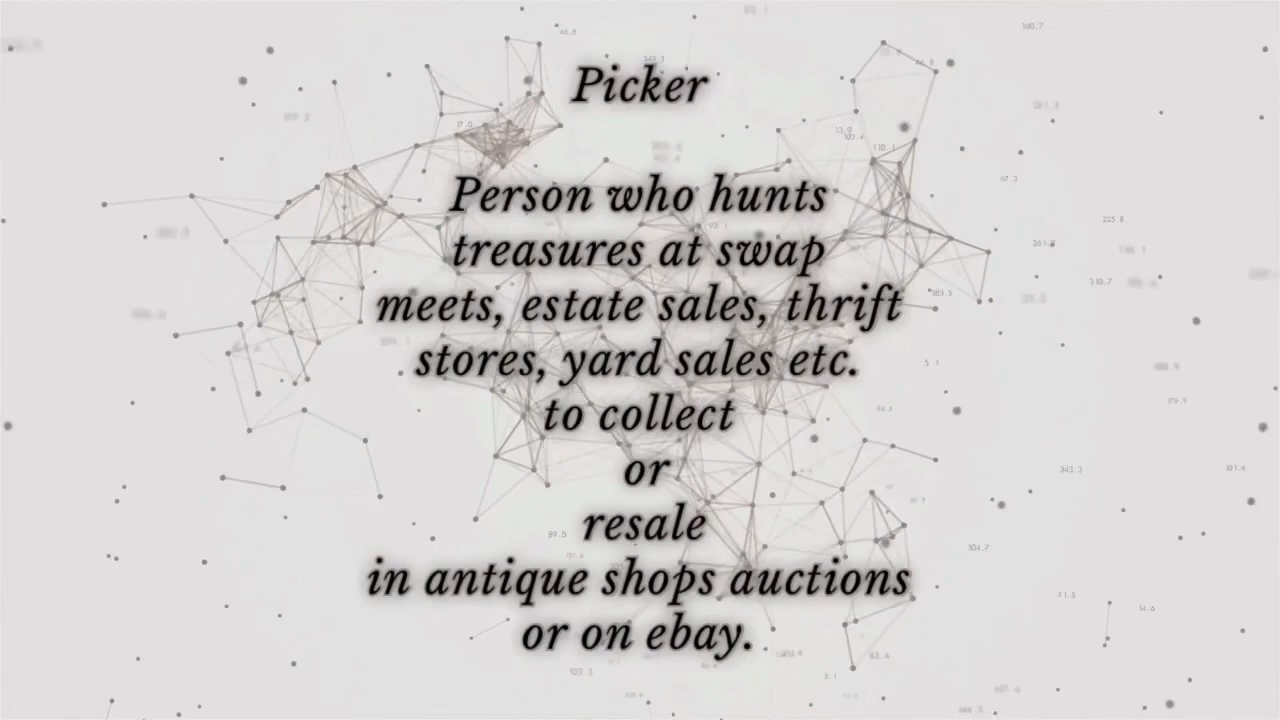 Picker
Person who hunts
treasures at swap
meets, estate sales, thrift
stores, yard sales etc.
to collect
or
resale
in antique shops auctions
or on ebay.